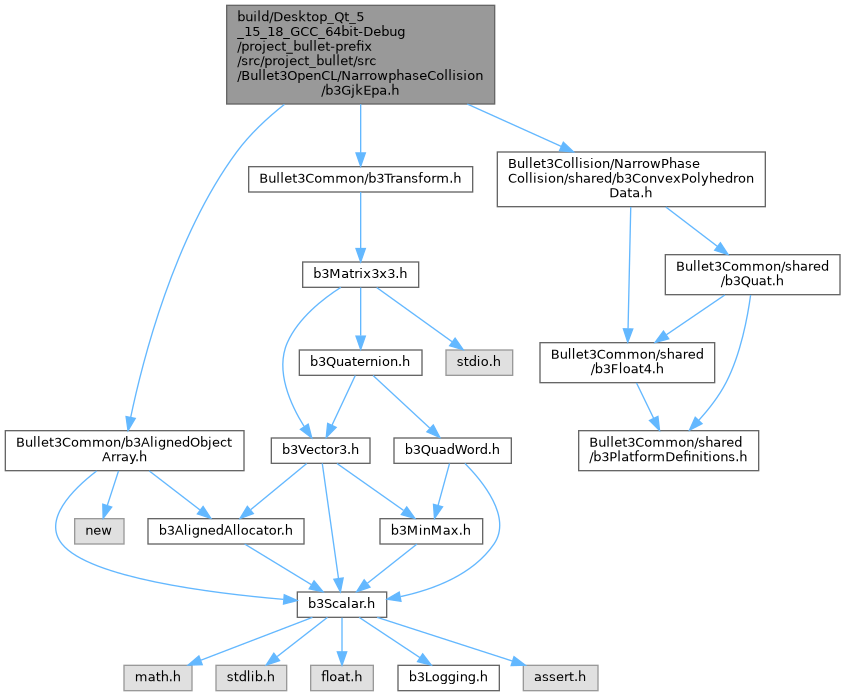 build/Desktop_Qt_5
_15_18_GCC_64bit-Debug
/project_bullet-prefix
/src/project_bullet/src
/Bullet3OpenCL/NarrowphaseCollision
/b3GjkEpa.h
Bullet3Common/b3Transform.h
Bullet3Collision/NarrowPhase
Collision/shared/b3ConvexPolyhedron
Data.h
b3Matrix3x3.h
Bullet3Common/shared
/b3Quat.h
b3Quaternion.h
stdio.h
Bullet3Common/shared
/b3Float4.h
Bullet3Common/b3AlignedObject
Array.h
b3Vector3.h
b3QuadWord.h
Bullet3Common/shared
/b3PlatformDefinitions.h
new
b3AlignedAllocator.h
b3MinMax.h
b3Scalar.h
math.h
stdlib.h
float.h
b3Logging.h
assert.h